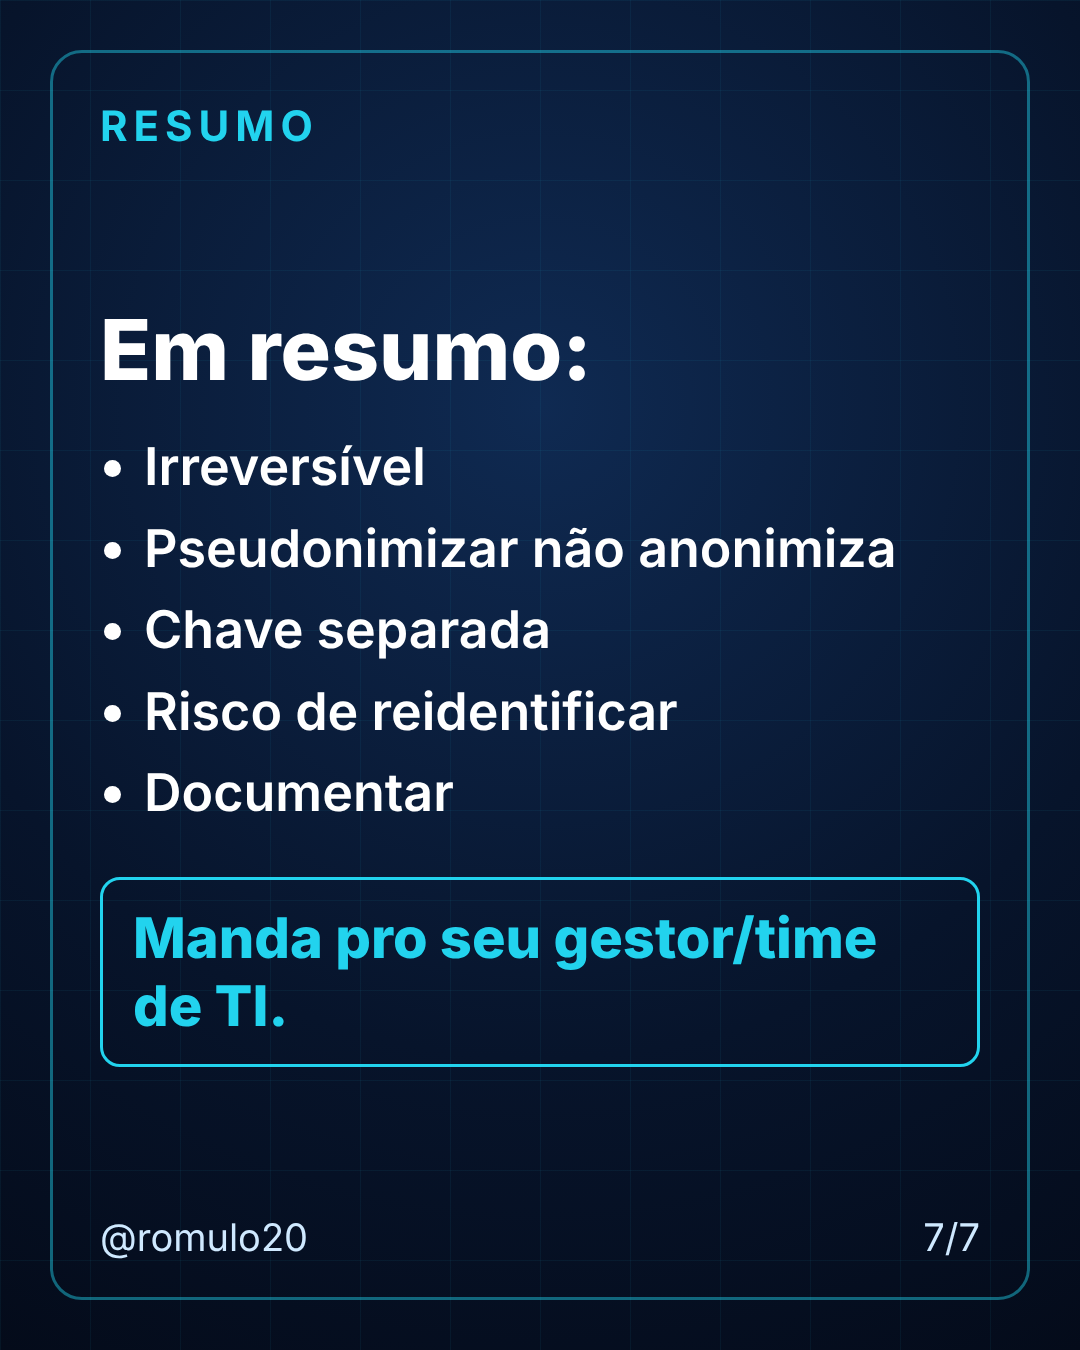 RESUMO
Em resumo:
• Irreversível
• Pseudonimizar não anonimiza
• Chave separada
• Risco de reidentificar
• Documentar
Manda pro seu gestor/time
de TI.
@romulo20
7/7